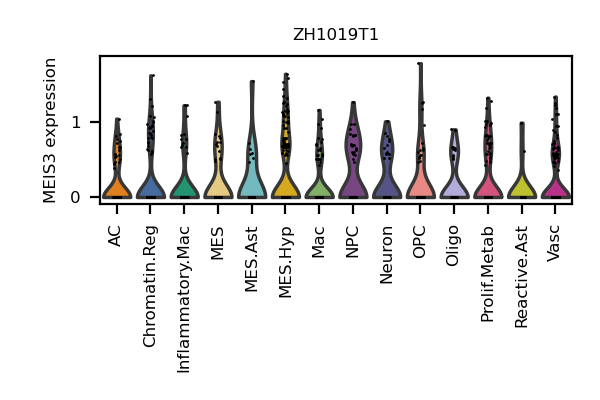 ZH1019T1
MEIS3 expression
1
0
AC
Chromatin.Reg
Inflammatory.Mac
MES
MES.Ast
MES.Hyp
Mac
NPC
Neuron
OPC
Oligo
Prolif.Metab
Reactive.Ast
Vasc